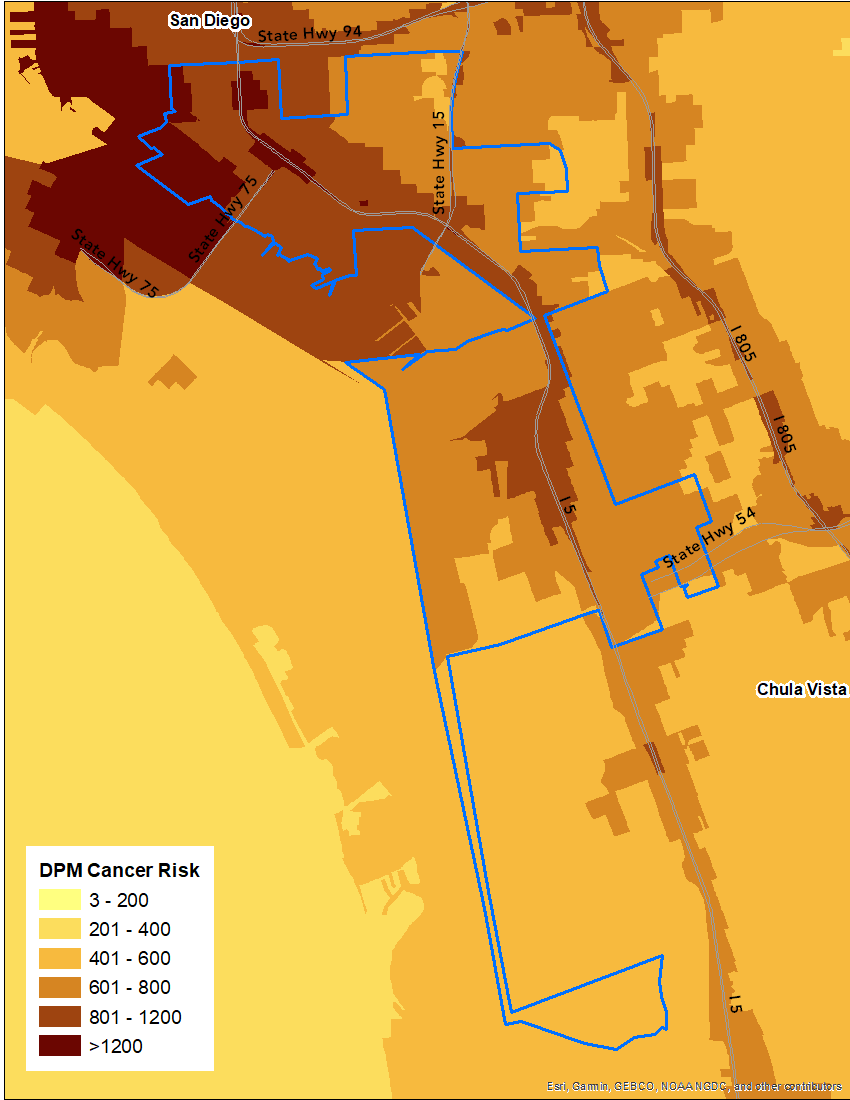 San Diego
State Hwy 94
State Hwy 15
State Hwy 75
State Hwy 75
I 805
I 805
I 5
State Hwy 54
Chula Vista
DPM Cancer Risk
3 - 200
201 - 400
401 - 600
601 - 800
801 - 1200
>1200
I 5
Esri, Garmin, GEBCO, NOAA NGDC, and other contributors